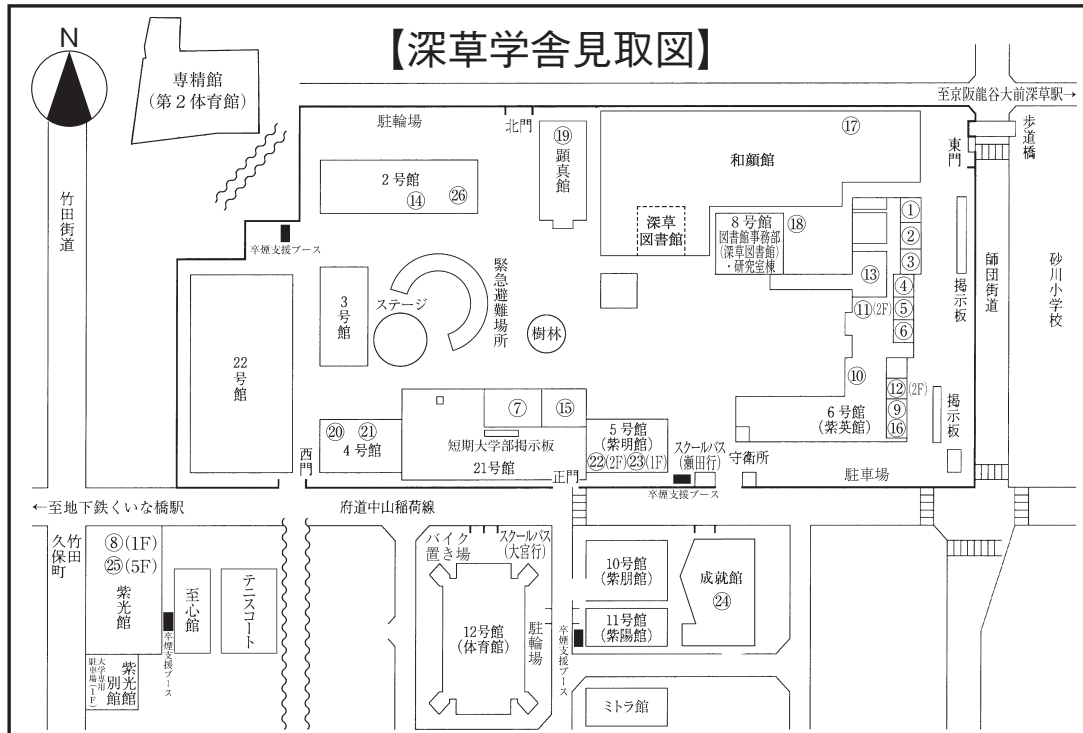 【深草学舎見取図】
N
専精館
(第2体育館)
至京阪龍谷大前深草駅→
駐輪場
北門
⑲
顕真館
⑰
和顔館
東門
歩道橋
2号館
⑭
㉖
竹田街道
卒煙支援ブース
深草
図書館
8号館
図書館事務部
(深草図書館)
・研究室棟
⑱
①
②
③
⑬
④
⑤
⑥
⑪(2F)
掲示板
師団街道
砂川小学校
3号館
ステージ
緊急避難場所
樹林
22号館
⑩
⑫(2F)
⑨
⑯
6号館
(紫英館)
掲示板
⑦
⑮
短期大学部掲示板
21号館
⑳
㉑
4号館
西門
5号館
(紫明館)
㉒(2F)㉓(1F)
正門
スクールバス
(瀬田行)
守衛所
駐車場
卒煙支援ブース
←至地下鉄くいな橋駅
府道中山稲荷線
竹田
久保町
⑧(1F)
㉕(5F)
紫光館
卒煙支援ブース
至心館
テニスコート
紫光館
別館
大学専用
駐車場(1F)
バイク
置き場
スクールバス
(大宮行)
12号館
(体育館)
駐輪場
卒煙支援ブース
10号館
(紫朋館)
11号館
(紫陽館)
成就館
㉔
ミトラ館